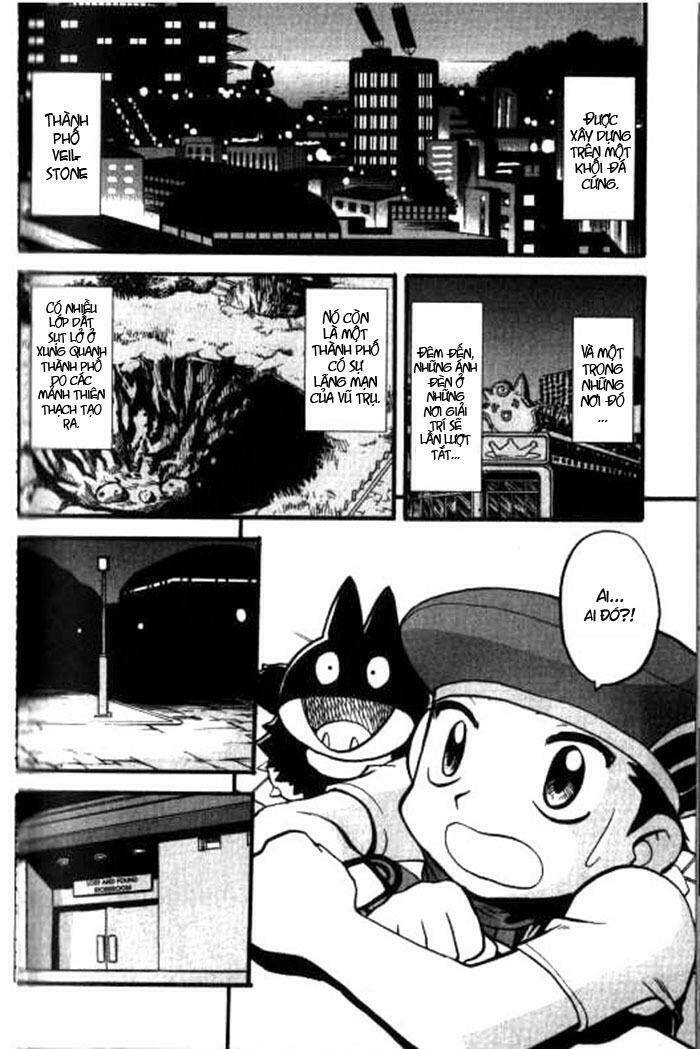 THÀNH
PHỐ
VEIL-
STONE
ĐƯỢC
XÂY DỰNG
TRÊN MỘT
KHỐI ĐÁ
CỨNG.
CÓ NHIỀU
LỚP ĐẤT
SỤT LỞ Ở
XUNG QUANH
THÀNH PHỐ
DO CÁC
MẢNH THIÊN
THẠCH TẠO
RA.
NÓ CÒN
LÀ MỘT
THÀNH PHỐ
CÓ SỰ
LÃNG MẠN
CỦA VŨ TRỤ.
ĐÊM ĐẾN,
NHỮNG ÁNH
ĐÈN Ở
NHỮNG
NƠI GIẢI
TRÍ SẼ
LẦN LƯỢT
TẮT...
VÀ MỘT
TRONG
NHỮNG
NƠI ĐÓ
...
AI...
AI ĐÓ?!
LOST AND FOUND
STOREROOM